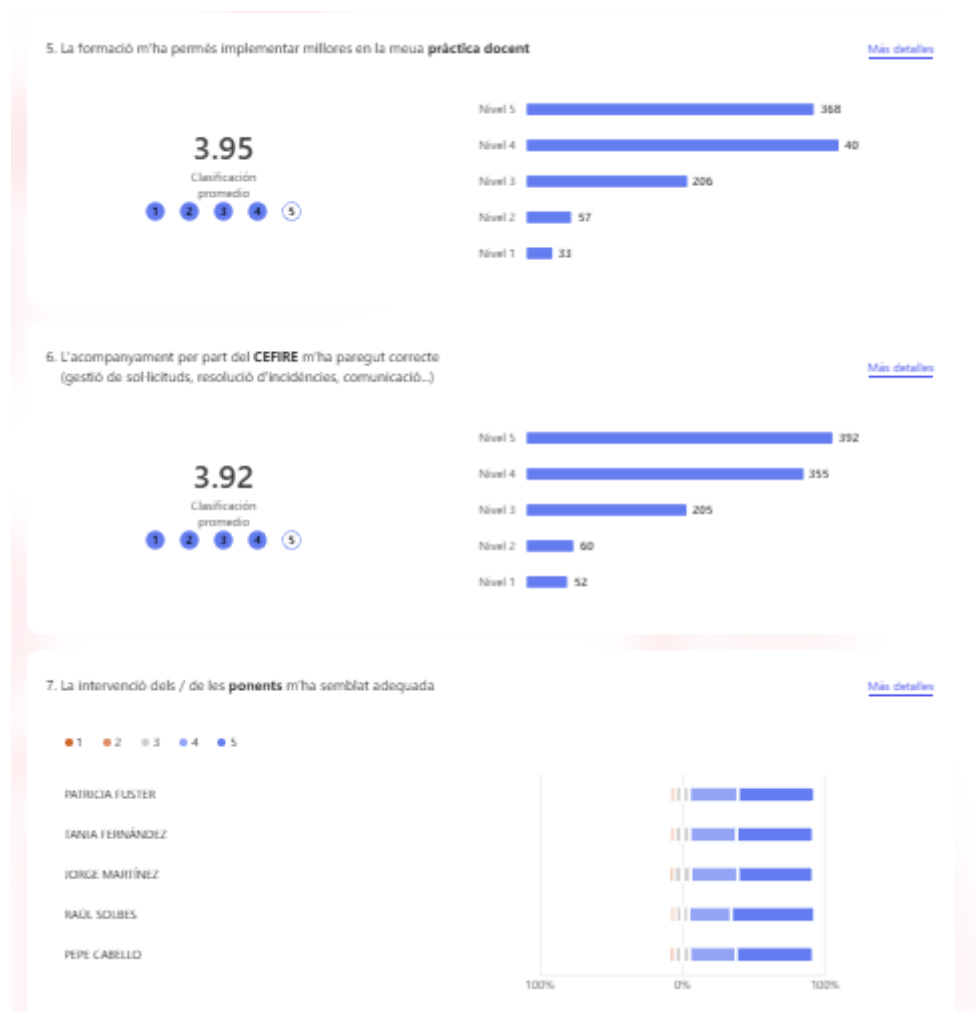 5. La formació m'ha permés implementar millores en la meua pràctica docent
Más detalles
3.95
Clasificación
promedio
1 2 3 4 5
Nivel 5 368
Nivel 4 40
Nivel 3 206
Nivel 2 57
Nivel 1 33
6. L'acompanyament per part del CEFIRE m'ha paregut correcte
(gestió de sol·licituds, resolució d'incidències, comunicació...)
Más detalles
3.92
Clasificación
promedio
1 2 3 4 5
Nivel 5 392
Nivel 4 355
Nivel 3 205
Nivel 2 60
Nivel 1 52
7. La intervenció dels / de les ponents m'ha semblat adequada
Más detalles
1 2 3 4 5
PATRICIA FUSTER
TANIA FERNÁNDEZ
JORGE MARTÍNEZ
RAÜL SOLBES
PEPE CABELLO
100% 0% 100%